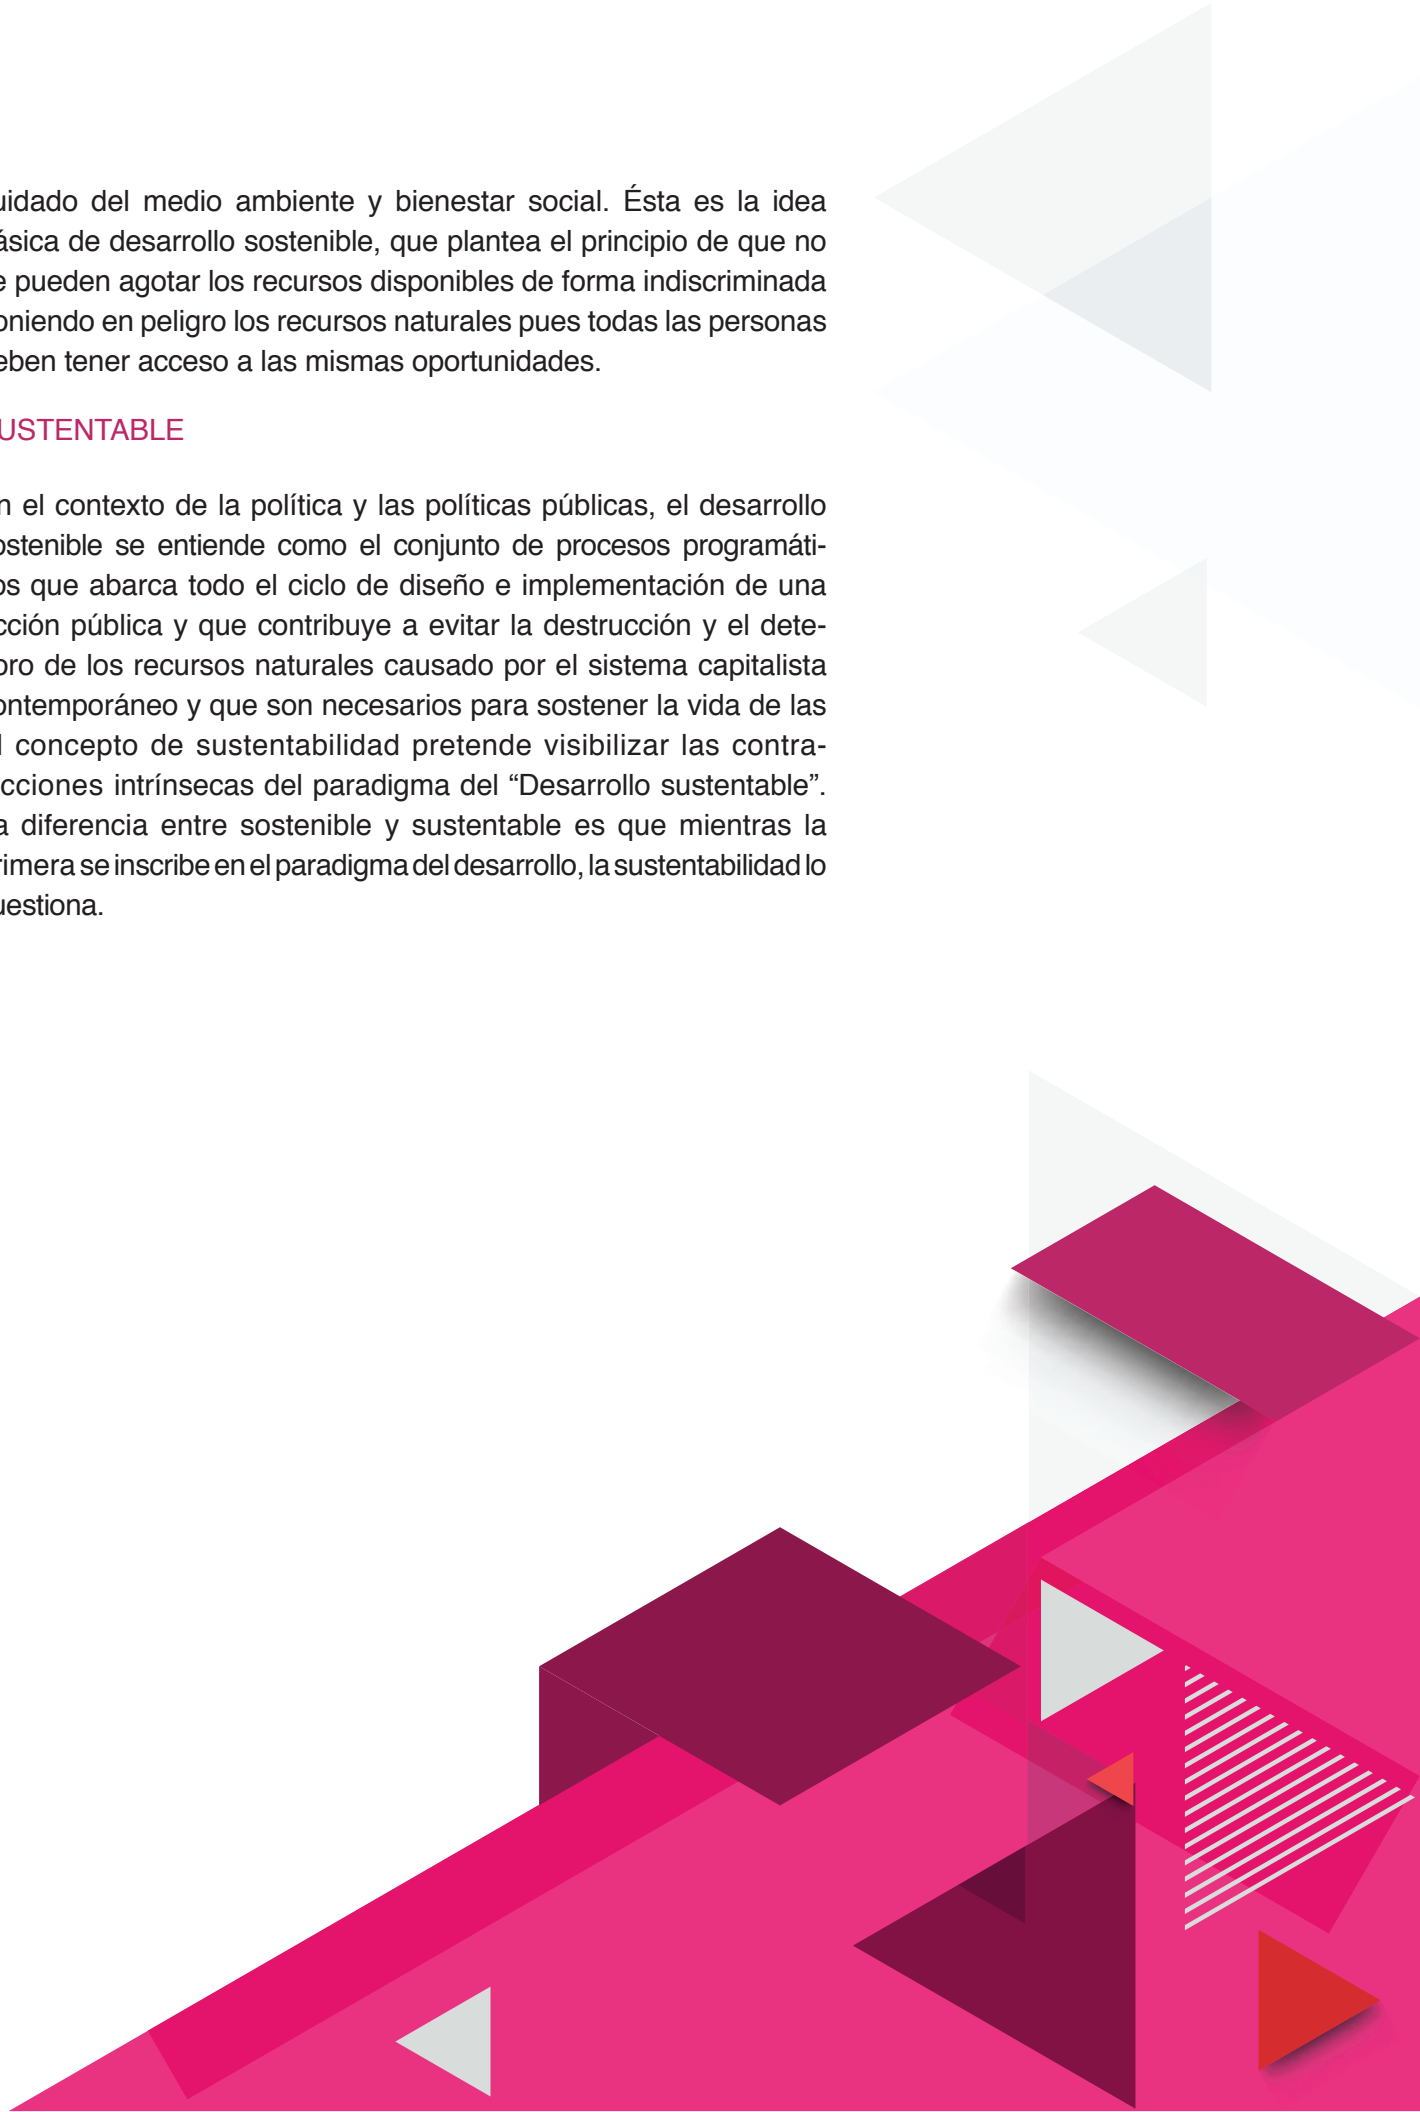 uidado del medio ambiente y bienestar social. Ésta es la idea
ásica de desarrollo sostenible, que plantea el principio de que no
e pueden agotar los recursos disponibles de forma indiscriminada
oniendo en peligro los recursos naturales pues todas las personas
eben tener acceso a las mismas oportunidades.
USTENTABLE
n el contexto de la política y las políticas públicas, el desarrollo
ostenible se entiende como el conjunto de procesos programáti-
os que abarca todo el ciclo de diseño e implementación de una
cción pública y que contribuye a evitar la destrucción y el dete-
oro de los recursos naturales causado por el sistema capitalista
ontemporáneo y que son necesarios para sostener la vida de las
l concepto de sustentabilidad pretende visibilizar las contra-
cciones intrínsecas del paradigma del “Desarrollo sustentable”.
a diferencia entre sostenible y sustentable es que mientras la
rimera se inscribe en el paradigma del desarrollo, la sustentabilidad lo
uestiona.